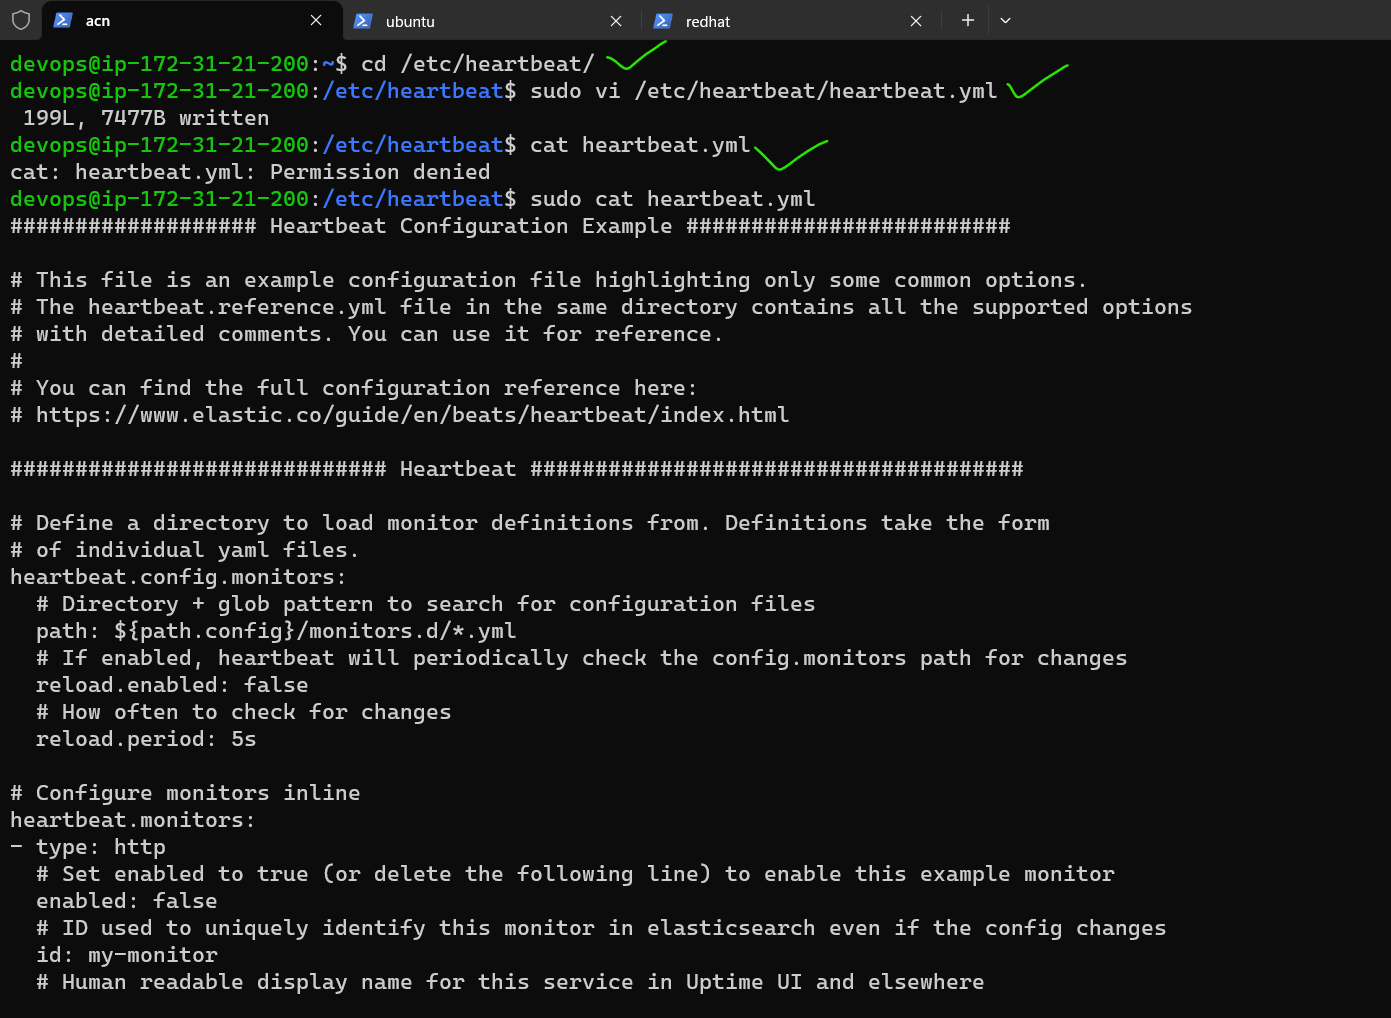 acn
ubuntu
redhat
devops@ip-172-31-21-200:~$ cd /etc/heartbeat/
devops@ip-172-31-21-200:/etc/heartbeat$ sudo vi /etc/heartbeat/heartbeat.yml
 199L, 7477B written
devops@ip-172-31-21-200:/etc/heartbeat$ cat heartbeat.yml
cat: heartbeat.yml: Permission denied
devops@ip-172-31-21-200:/etc/heartbeat$ sudo cat heartbeat.yml
################### Heartbeat Configuration Example #########################

# This file is an example configuration file highlighting only some common options.
# The heartbeat.reference.yml file in the same directory contains all the supported options
# with detailed comments. You can use it for reference.
#
# You can find the full configuration reference here:
# https://www.elastic.co/guide/en/beats/heartbeat/index.html

############################# Heartbeat ######################################

# Define a directory to load monitor definitions from. Definitions take the form
# of individual yaml files.
heartbeat.config.monitors:
  # Directory + glob pattern to search for configuration files
  path: ${path.config}/monitors.d/*.yml
  # If enabled, heartbeat will periodically check the config.monitors path for changes
  reload.enabled: false
  # How often to check for changes
  reload.period: 5s

# Configure monitors inline
heartbeat.monitors:
- type: http
  # Set enabled to true (or delete the following line) to enable this example monitor
  enabled: false
  # ID used to uniquely identify this monitor in elasticsearch even if the config changes
  id: my-monitor
  # Human readable display name for this service in Uptime UI and elsewhere